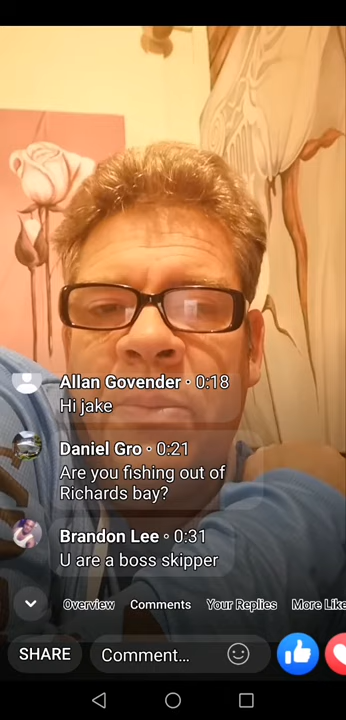 Allan Govender • 0:18
Hi jake
Daniel Gro • 0:21
Are you fishing out of
Richards bay?
Brandon Lee • 0:31
U are a boss skipper
Overview Comments Your Replies More Like
SHARE Comment...